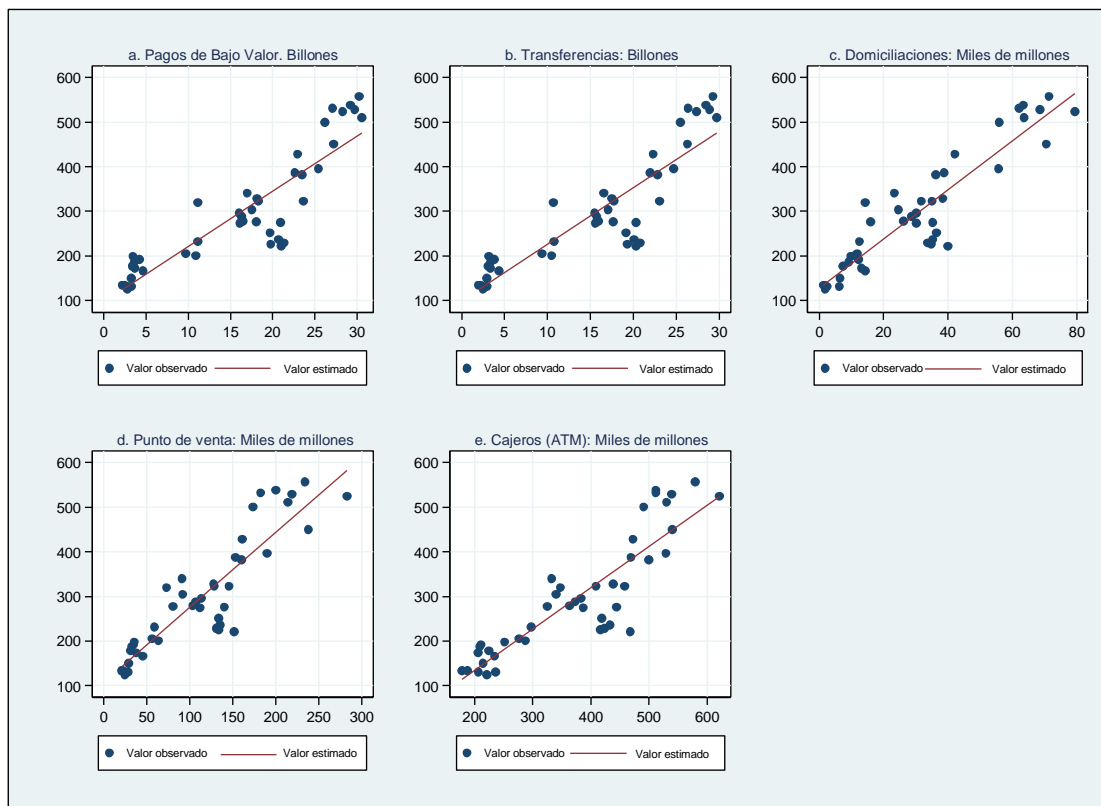 a. Pagos de Bajo Valor. Billones
600
500
400
300
200
100
0 5 10 15 20 25 30
Valor observado Valor estimado
b. Transferencias: Billones
600
500
400
300
200
100
0 5 10 15 20 25 30
Valor observado Valor estimado
c. Domiciliaciones: Miles de millones
600
500
400
300
200
100
0 20 40 60 80
Valor observado Valor estimado
d. Punto de venta: Miles de millones
600
500
400
300
200
100
0 50 100 150 200 250 300
Valor observado Valor estimado
e. Cajeros (ATM): Miles de millones
600
500
400
300
200
100
200 300 400 500 600
Valor observado Valor estimado